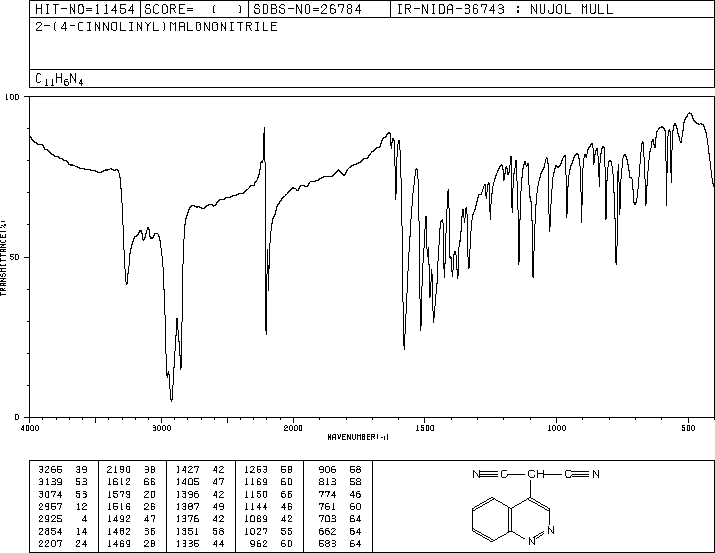 HIT-NO=11454 SCORE= ( ) SDBS-NO=26784 IR-NIDA-36743 : NUJOL MULL
2-(4-CINNOLINYL)MALONONITRILE
C11H6N4
100
50
0
TRANSMITTANCE(%)
4000 3000 2000 1500 1000 500
WAVENUMBER(-1)
3266 39 2190 38 1427 42 1263 58 906 58
3139 53 1612 66 1405 47 1169 60 813 58
3074 53 1579 20 1396 42 1150 66 774 46
2957 12 1516 26 1387 49 1144 46 761 60
2925 4 1492 47 1376 42 1089 42 703 64
2854 14 1482 36 1351 58 1027 55 662 64
2207 24 1469 28 1336 44 962 60 583 64
N C CH C N
N
N